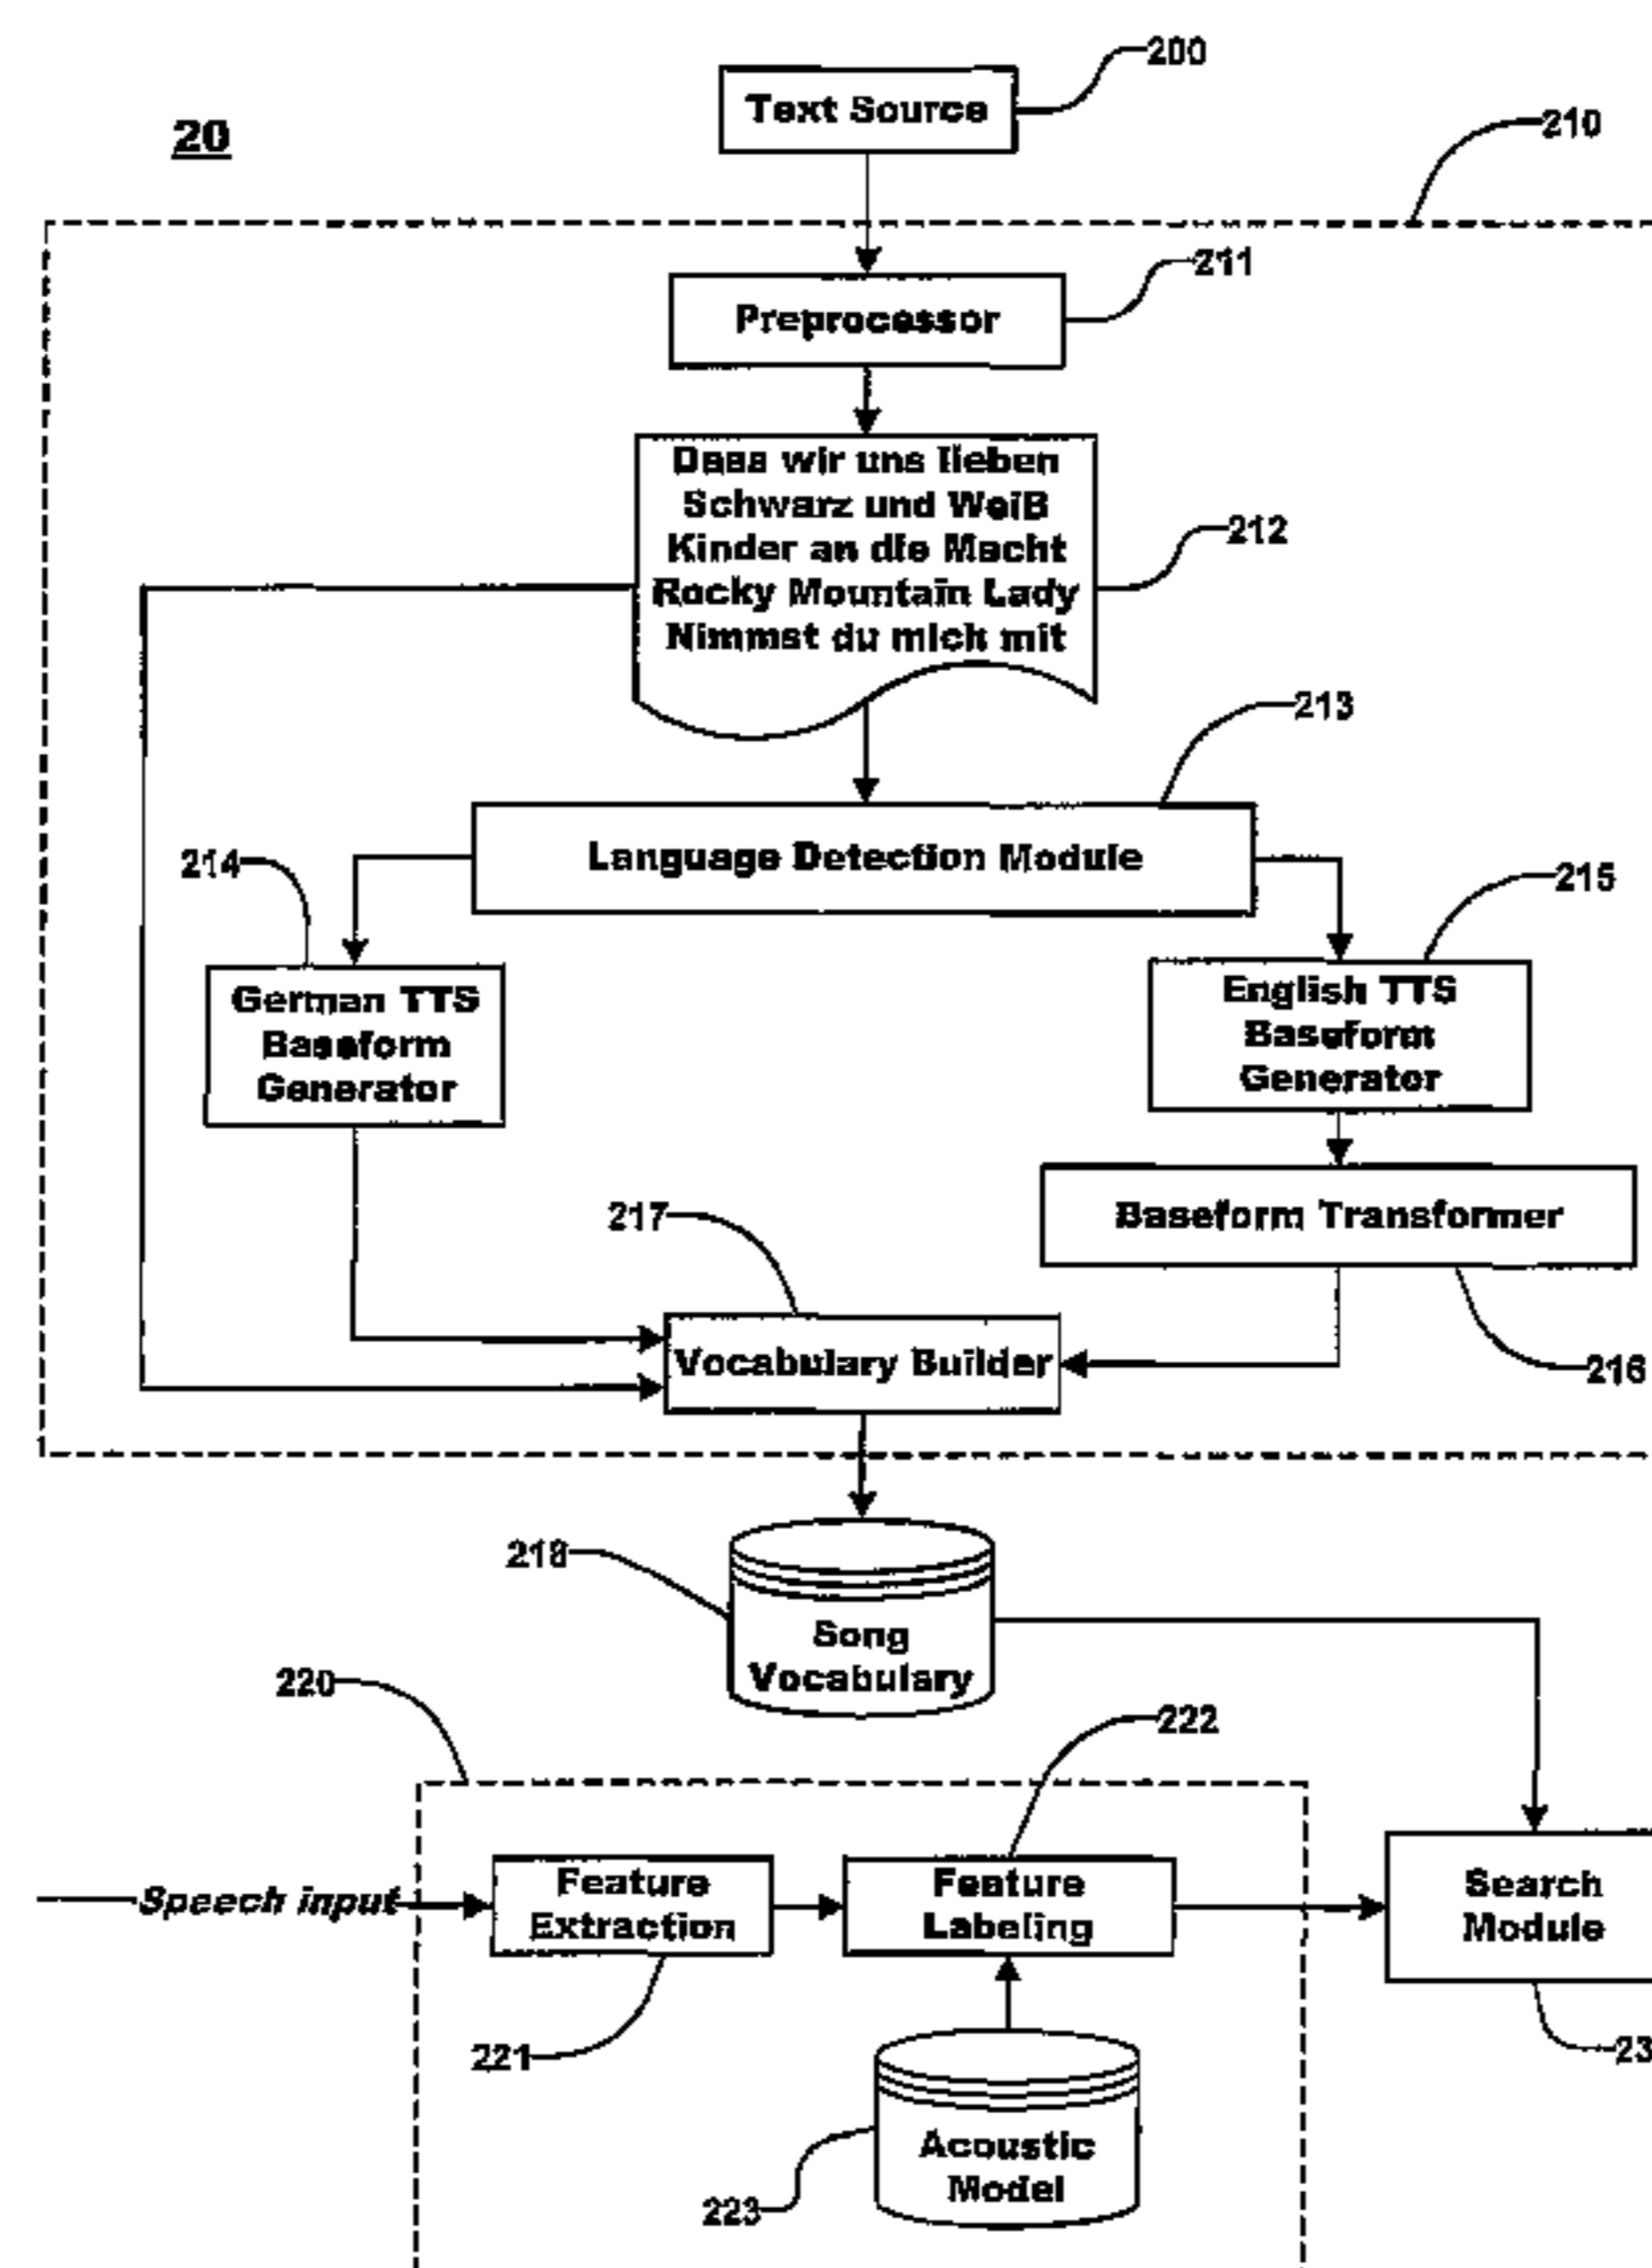 200
Text Source
20
210
211
Preprocessor
Dass wir uns lieben
Schwarz und Weiß
Kinder an die Macht
Rocky Mountain Lady
Nimmst du mich mit
212
213
Language Detection Module
214
215
German TTS
Baseform
Generator
English TTS
Baseform
Generator
217
Baseform Transformer
Vocabulary Builder
216
218
Song
Vocabulary
220
222
Speech input
Feature
Extraction
Feature
Labeling
Search
Module
221
23
Acoustic
Model
223